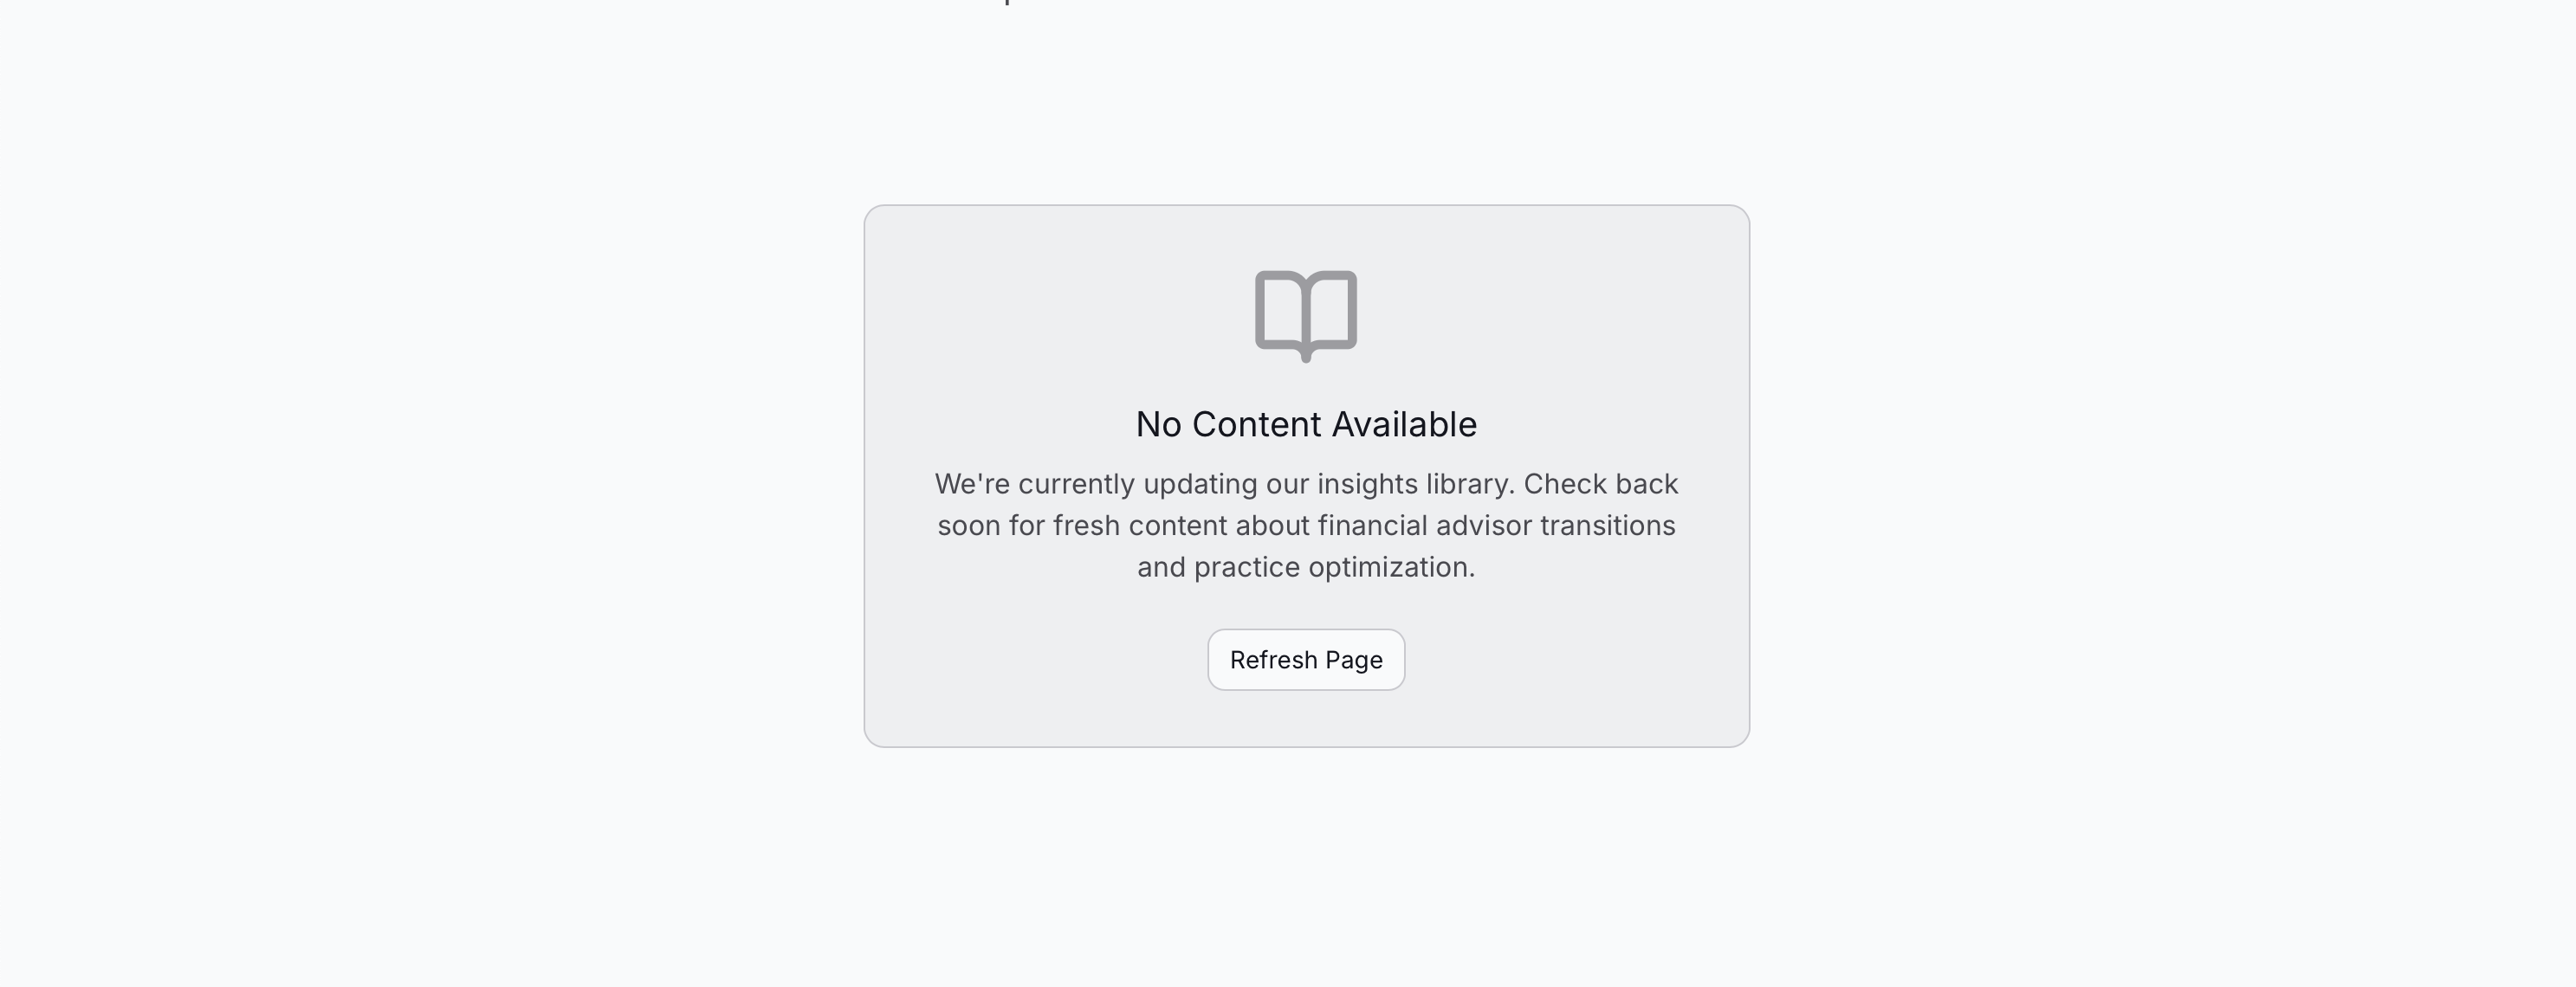 No Content Available
We're currently updating our insights library. Check back
soon for fresh content about financial advisor transitions
and practice optimization.
Refresh Page